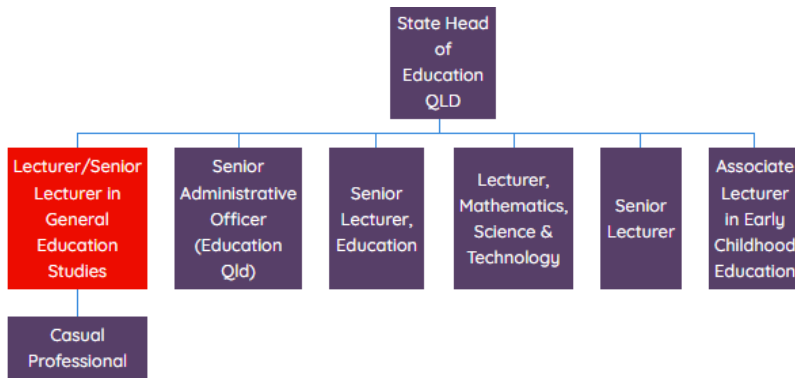 State Head
of
Education
QLD
Lecturer/Senior
Lecturer in
General
Education
Studies
Senior
Administrative
Officer
(Education
Qld)
Senior
Lecturer,
Education
Lecturer,
Mathematics,
Science &
Technology
Senior
Lecturer
Associate
Lecturer
in Early
Childhood
Education
Casual
Professional